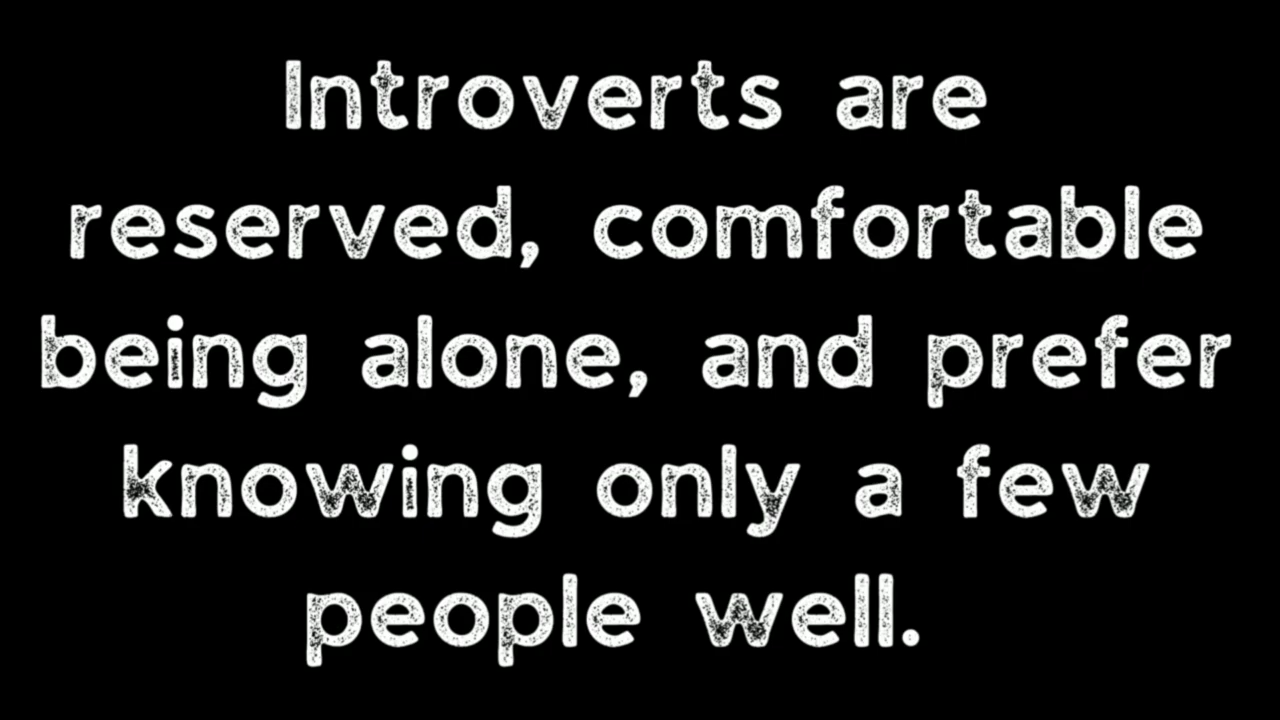 Introverts are
reserved, comfortable
being alone, and prefer
knowing only a few
people well.